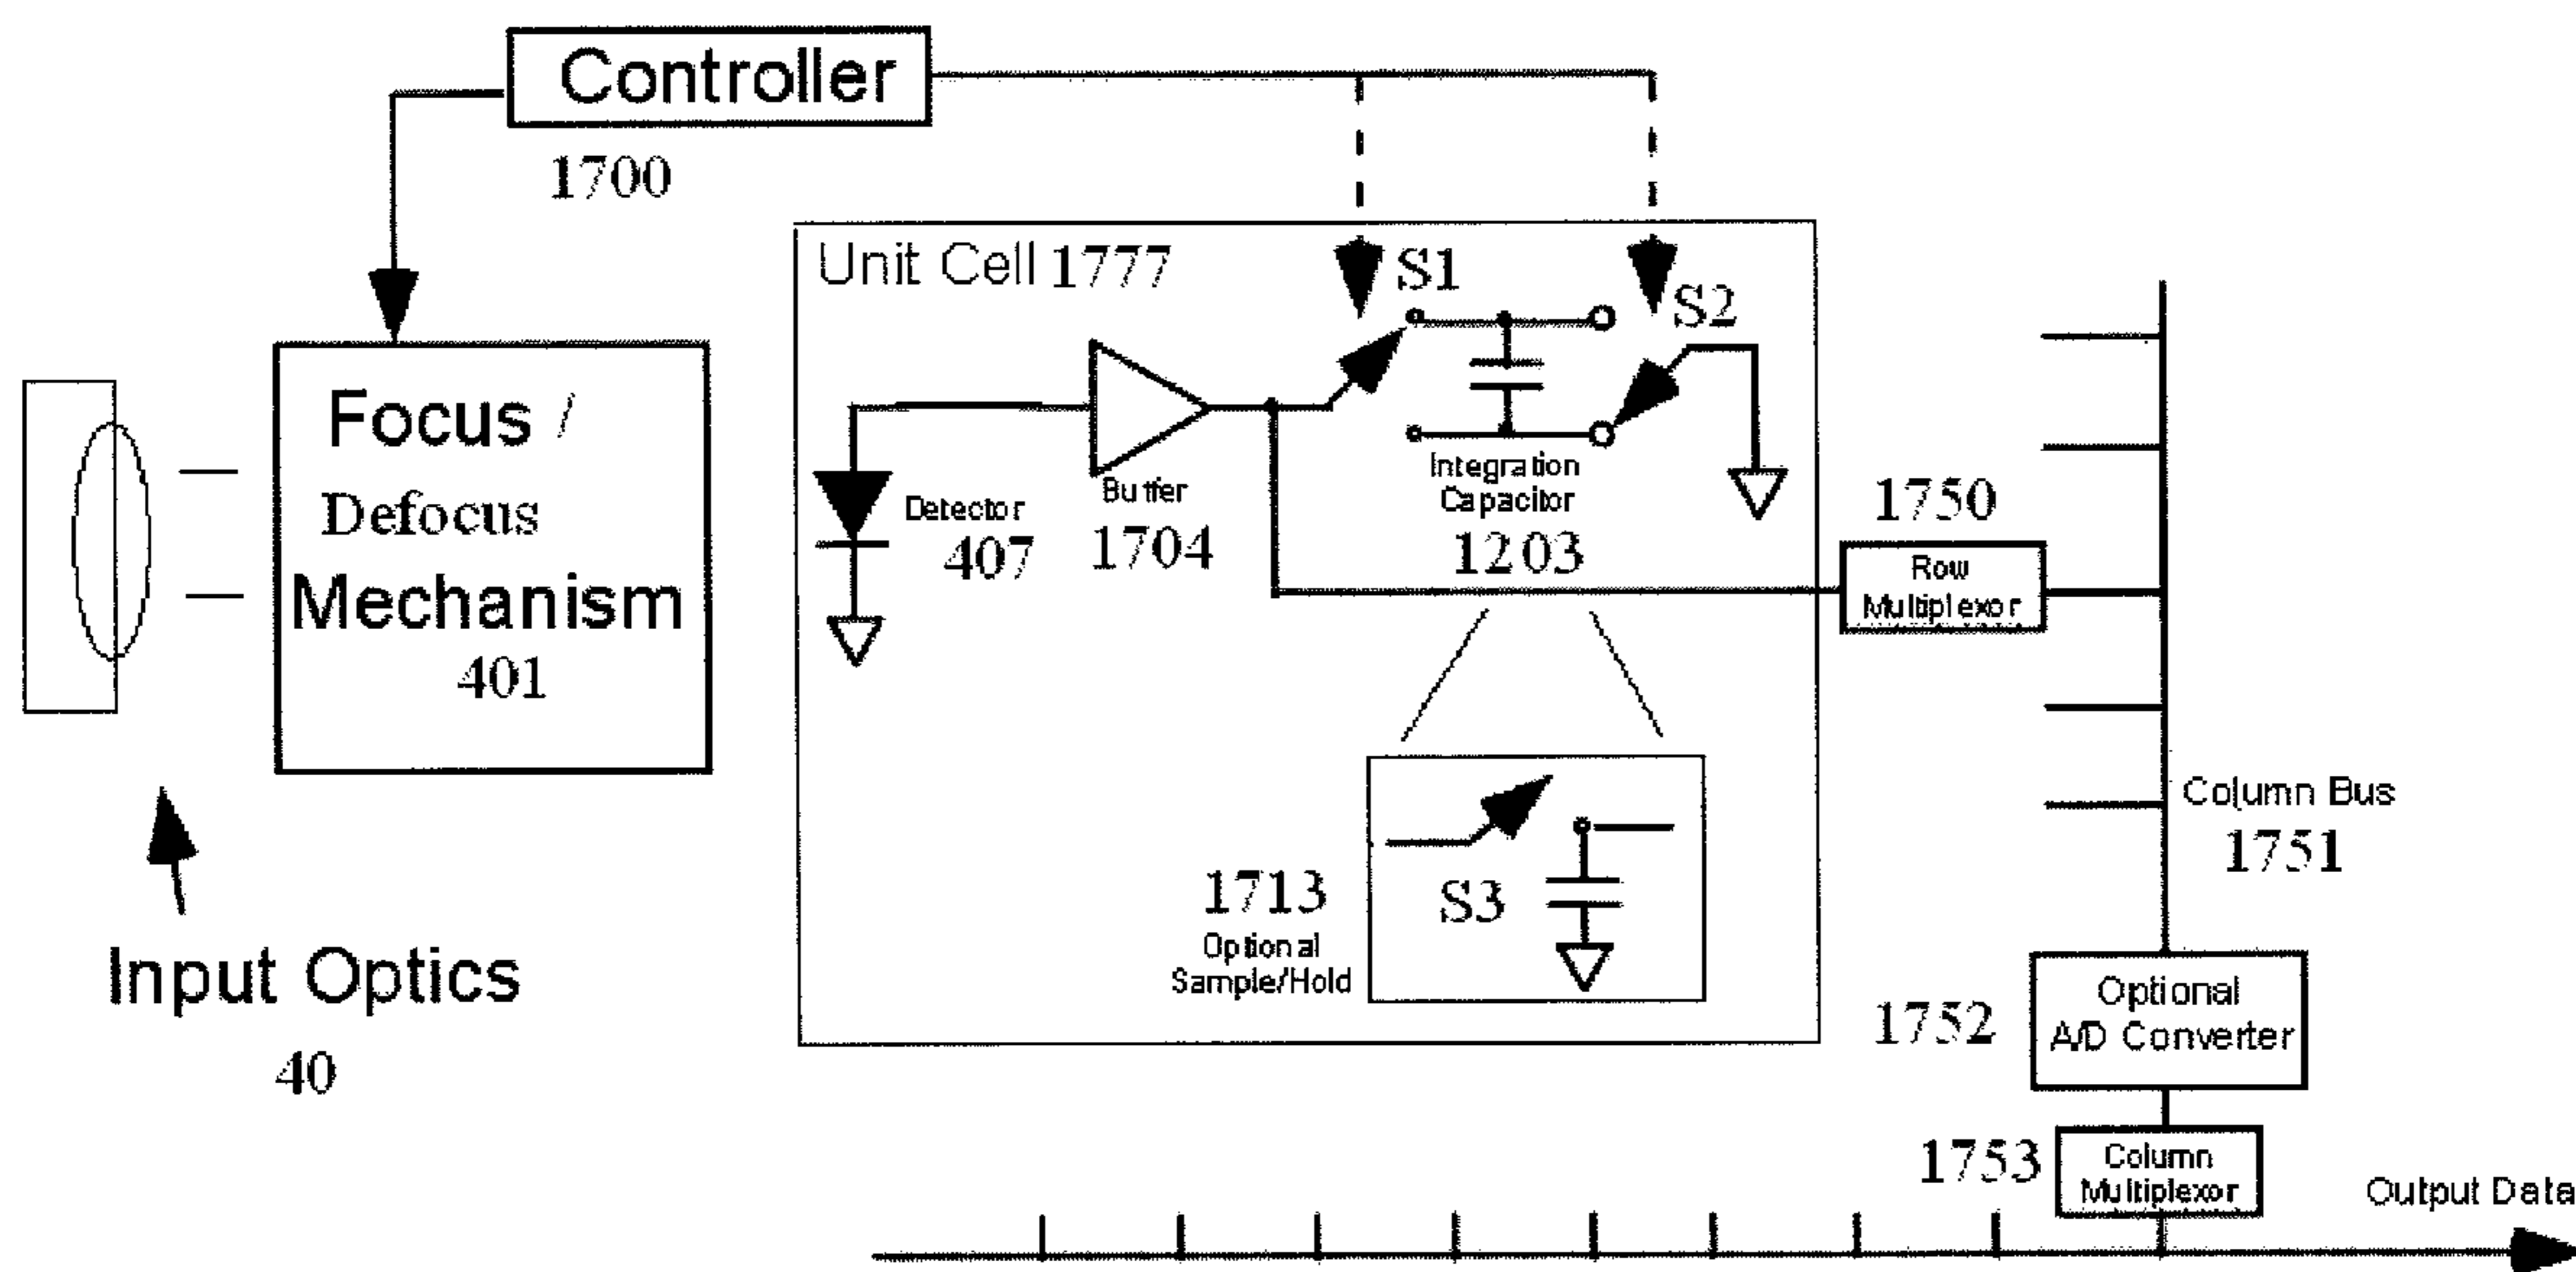 Controller
1700
Unit Cell 1777
S1
S2
Focus /
Defocus
Mechanism
401
Detector
407
Buffer
1704
Integration
Capacitor
1203
1750
Row
Multiplexor
Column Bus
1751
1713
Optional
Sample/Hold
S3
Input Optics
40
1752
Optional
A/D Converter
1753
Column
Multiplexor
Output Data